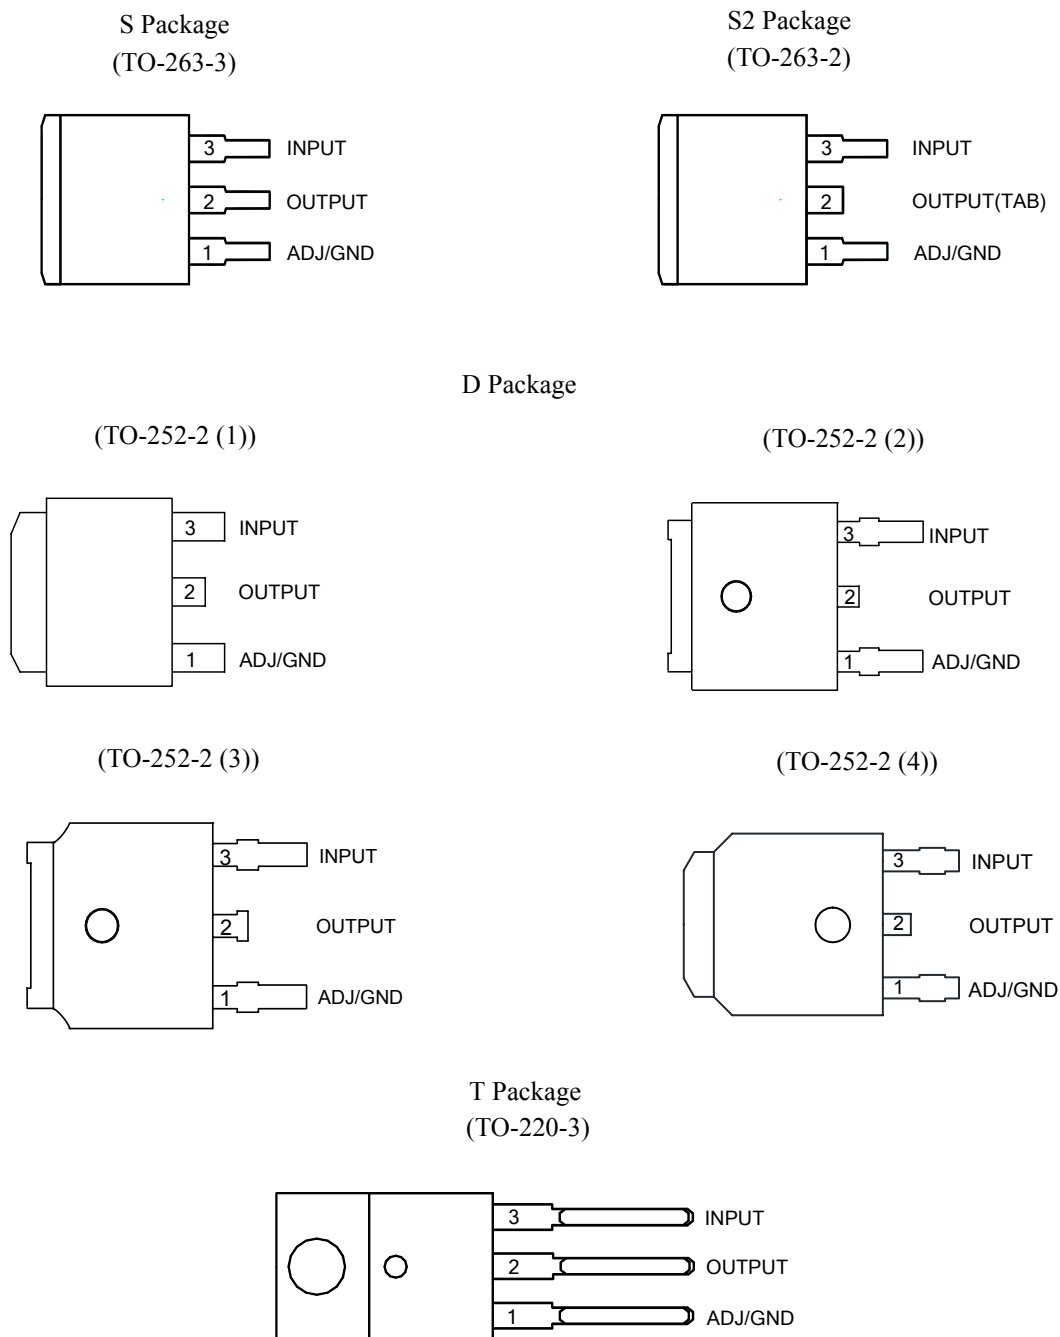 S Package
(TO-263-3)
3 INPUT
2 OUTPUT
1 ADJ/GND
S2 Package
(TO-263-2)
3 INPUT
2 OUTPUT(TAB)
1 ADJ/GND
D Package
(TO-252-2 (1))
3 INPUT
2 OUTPUT
1 ADJ/GND
(TO-252-2 (2))
3 INPUT
2 OUTPUT
1 ADJ/GND
(TO-252-2 (3))
3 INPUT
2 OUTPUT
1 ADJ/GND
(TO-252-2 (4))
3 INPUT
2 OUTPUT
1 ADJ/GND
T Package
(TO-220-3)
3 INPUT
2 OUTPUT
1 ADJ/GND